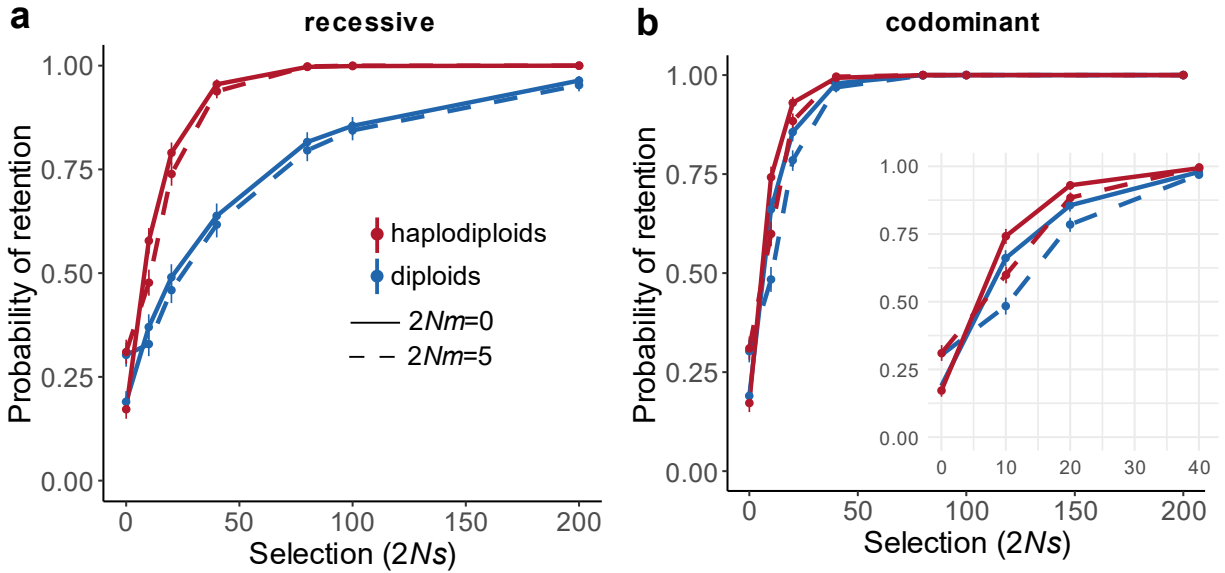 a
recessive
Probability of retention
1.00
0.75
0.50
0.25
0.00
haplodiploids
diploids
2Nm=0
2Nm=5
0
50
100
150
200
Selection (2Ns)
b
codominant
Probability of retention
1.00
0.75
0.50
0.25
0.00
1.00
0.75
0.50
0.25
0.00
0
10
20
30
40
0
50
100
150
200
Selection (2Ns)